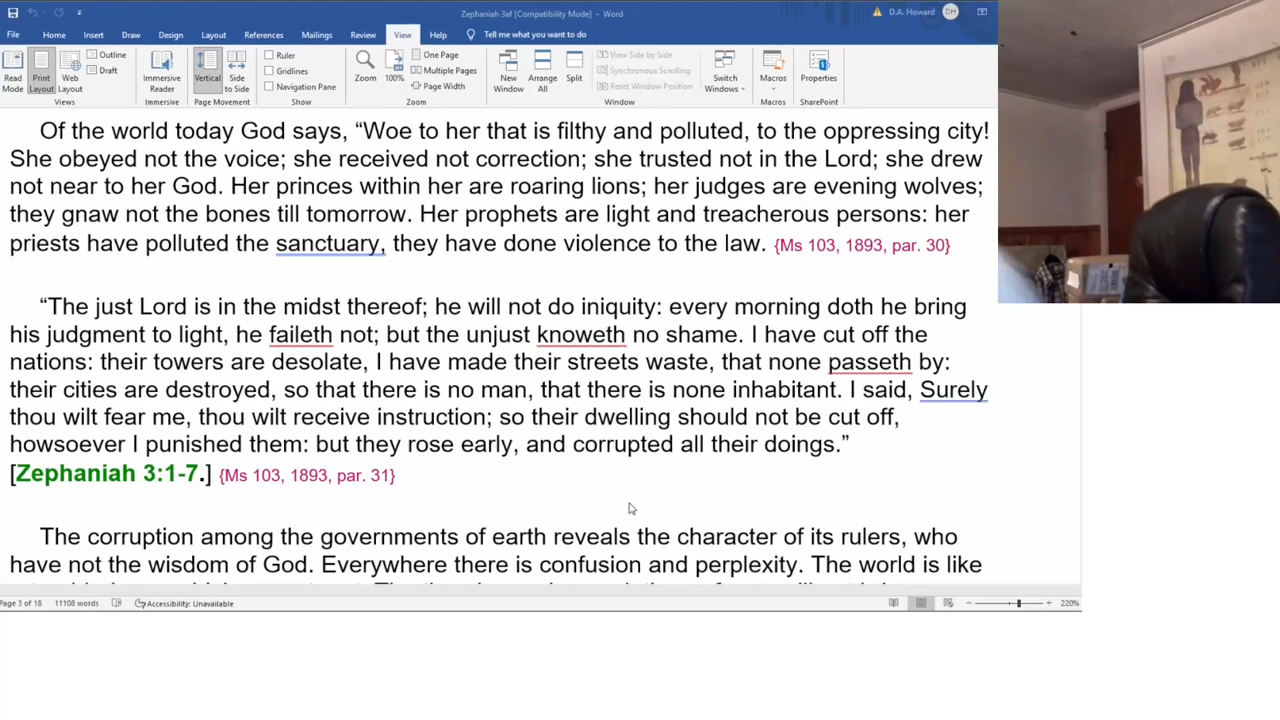 Zephaniah 3af [Compatibility Mode] - Word
D.A. Howard DH
File Home Insert Draw Design Layout References Mailings Review View Help Tell me what you want to do
Read Mode
Print Layout
Web Layout
Outline
Draft
Views
Immersive Reader
Immersive
Vertical
Side to Side
Page Movement
Ruler
Gridlines
Navigation Pane
Show
Zoom
100%
One Page
Multiple Pages
Page Width
Zoom
New Window
Arrange All
Split
View Side by Side
Synchronous Scrolling
Reset Window Position
Window
Switch Windows
Macros
Macros
Properties
SharePoint
Of the world today God says, “Woe to her that is filthy and polluted, to the oppressing city!
She obeyed not the voice; she received not correction; she trusted not in the Lord; she drew
not near to her God. Her princes within her are roaring lions; her judges are evening wolves;
they gnaw not the bones till tomorrow. Her prophets are light and treacherous persons: her
priests have polluted the sanctuary, they have done violence to the law. {Ms 103, 1893, par. 30}
“The just Lord is in the midst thereof; he will not do iniquity: every morning doth he bring
his judgment to light, he faileth not; but the unjust knoweth no shame. I have cut off the
nations: their towers are desolate, I have made their streets waste, that none passeth by:
their cities are destroyed, so that there is no man, that there is none inhabitant. I said, Surely
thou wilt fear me, thou wilt receive instruction; so their dwelling should not be cut off,
howsoever I punished them: but they rose early, and corrupted all their doings.”
[Zephaniah 3:1-7.] {Ms 103, 1893, par. 31}
The corruption among the governments of earth reveals the character of its rulers, who
have not the wisdom of God. Everywhere there is confusion and perplexity. The world is like
Page 3 of 18 11108 words Accessibility: Unavailable 220%